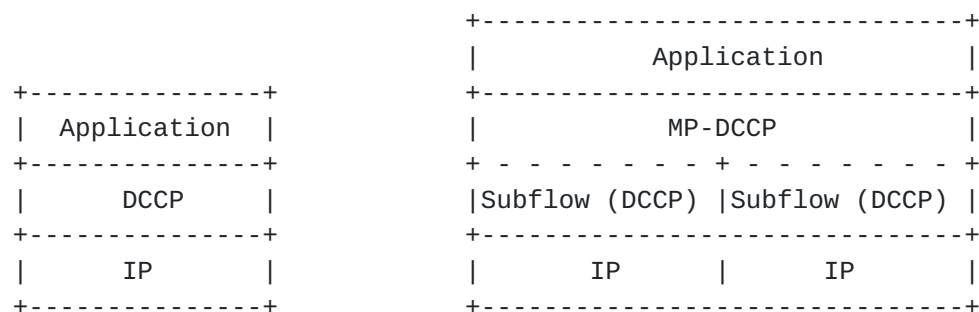 Application
Application
MP-DCCP
DCCP
Subflow (DCCP) Subflow (DCCP)
IP
IP IP